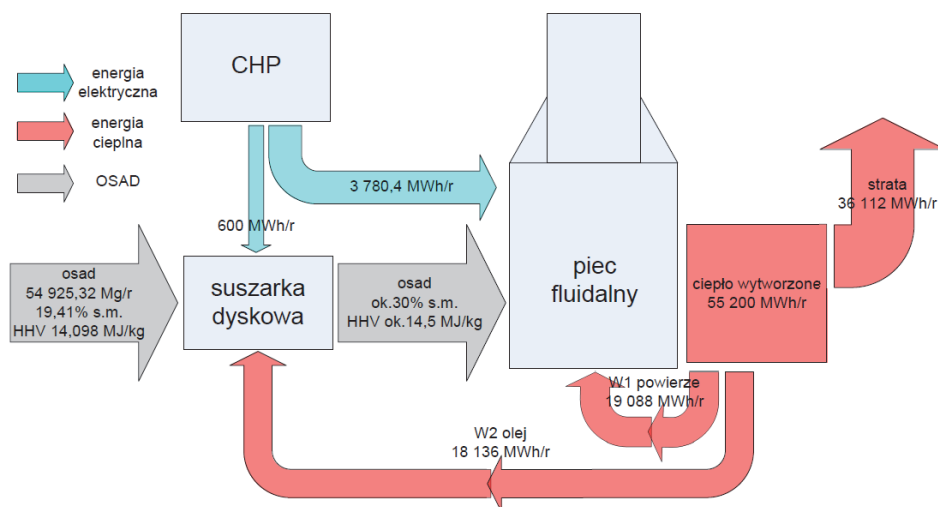 energia
elektryczna
energia
cieplna
OSAD
CHP
3 780,4 MWh/r
600 MWh/r
strata
36 112 MWh/r
osad
54 925,32 Mg/r
19,41% s.m.
HHV 14,098 MJ/kg
suszarka
dyskowa
osad
ok.30% s.m.
HHV ok.14,5 MJ/kg
piec
fluidalny
ciepło wytworzone
55 200 MWh/r
W1 powierze
19 088 MWh/r
W2 olej
18 136 MWh/r